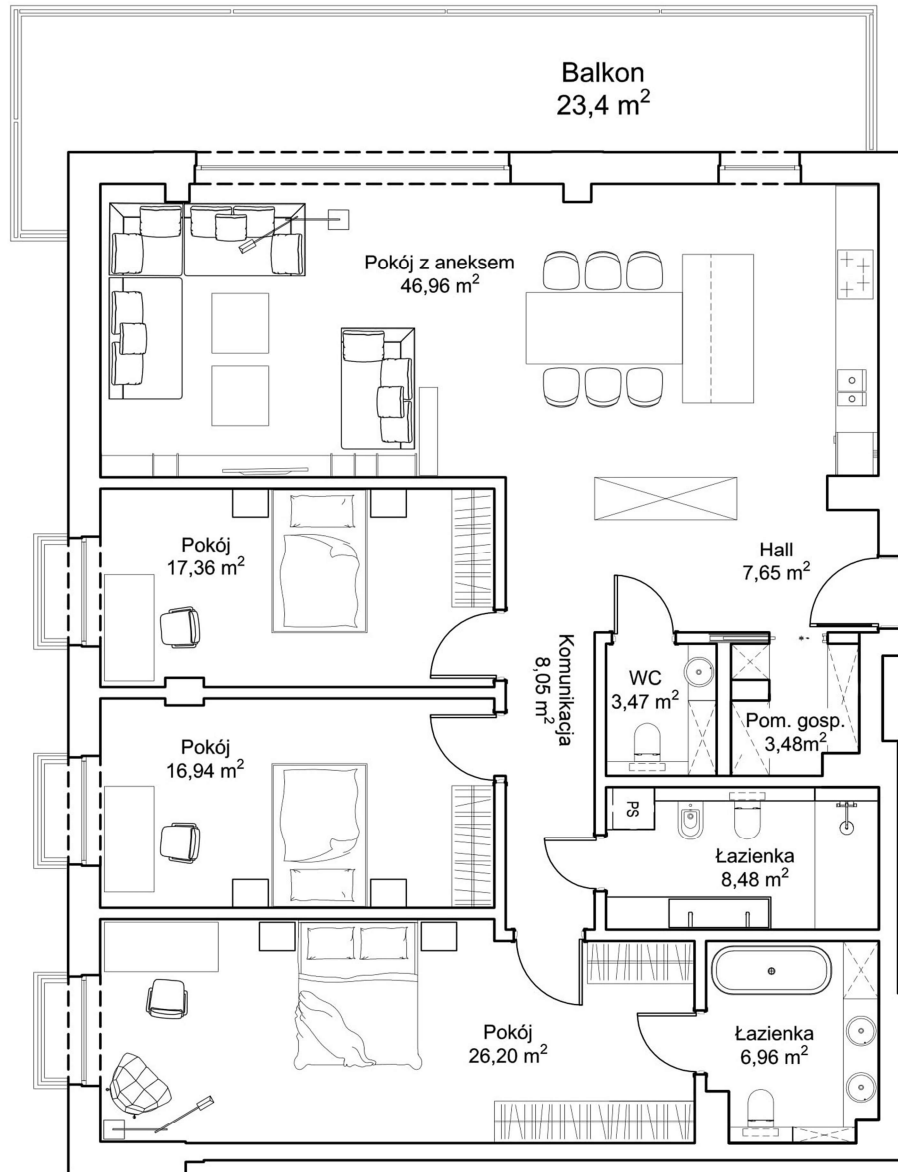 Balkon
23,4 m²
Pokój z aneksem
46,96 m²
Pokój
17,36 m²
Hall
7,65 m²
Komunikacja
8,05 m²
WC
3,47 m²
Pom. gosp.
3,48m²
Pokój
16,94 m²
PS
Łazienka
8,48 m²
Pokój
26,20 m²
Łazienka
6,96 m²